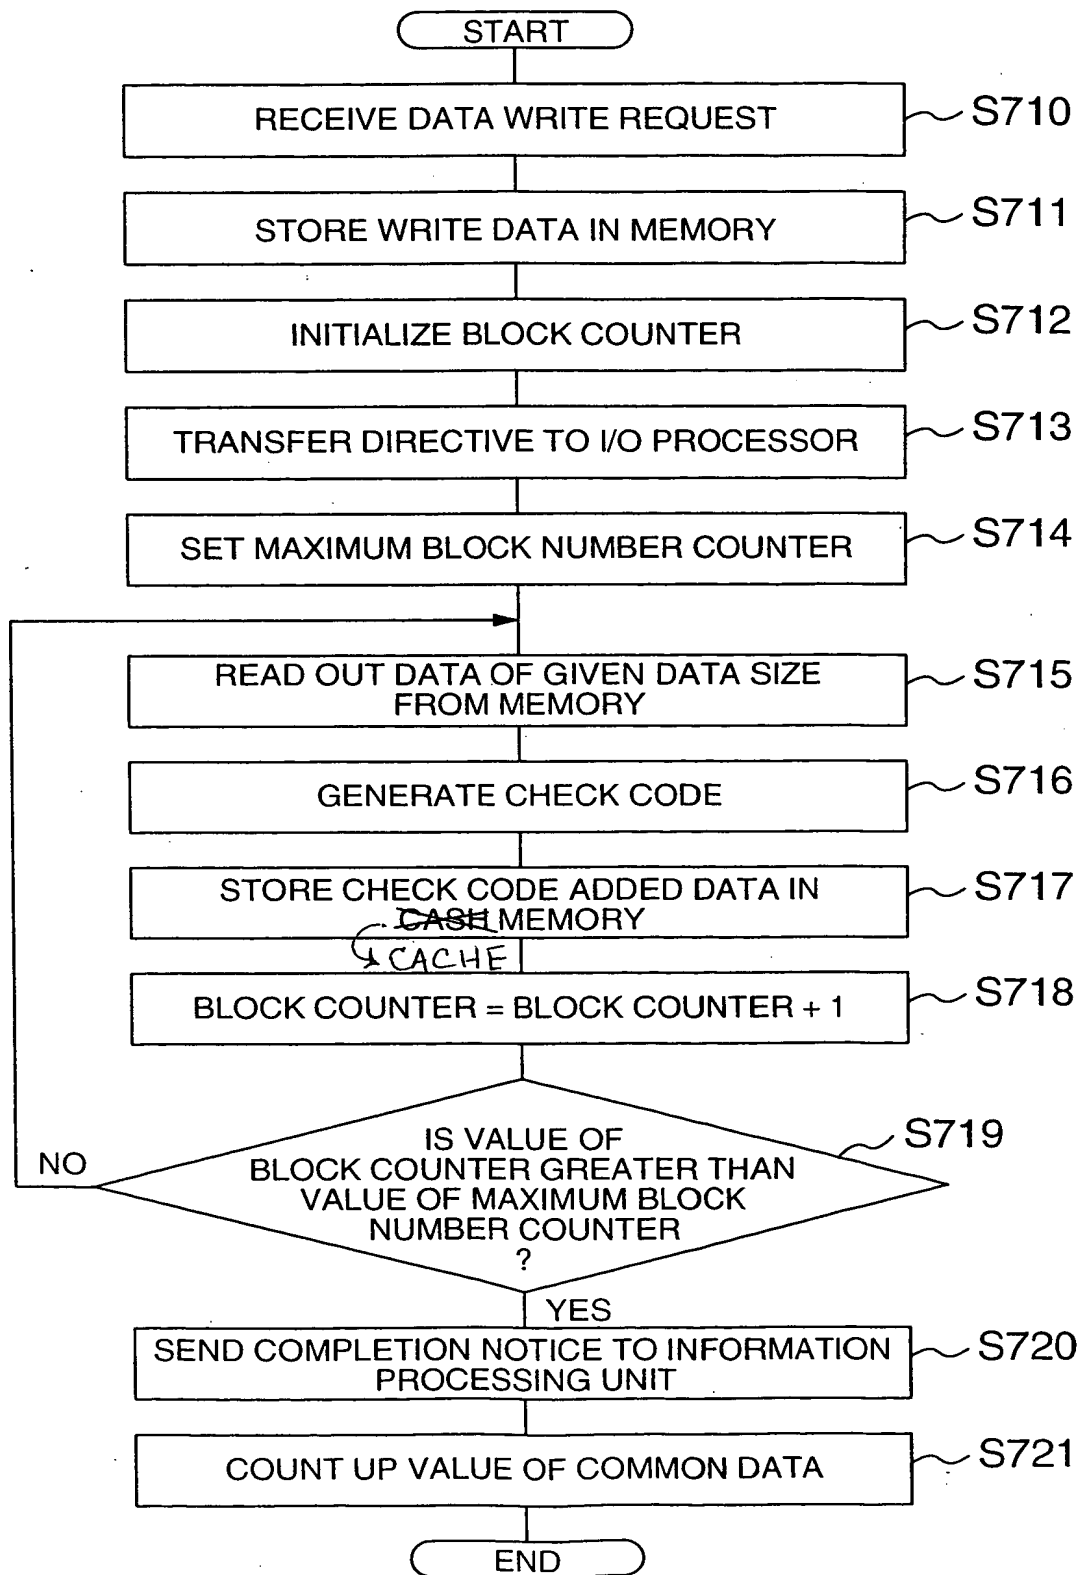 START
RECEIVE DATA WRITE REQUEST
S710
STORE WRITE DATA IN MEMORY
S711
INITIALIZE BLOCK COUNTER
S712
TRANSFER DIRECTIVE TO I/O PROCESSOR
S713
SET MAXIMUM BLOCK NUMBER COUNTER
S714
READ OUT DATA OF GIVEN DATA SIZE
FROM MEMORY
S715
GENERATE CHECK CODE
S716
STORE CHECK CODE ADDED DATA IN
CASH MEMORY
CACHE
S717
BLOCK COUNTER = BLOCK COUNTER + 1
S718
IS VALUE OF
BLOCK COUNTER GREATER THAN
VALUE OF MAXIMUM BLOCK
NUMBER COUNTER
?
S719
NO
YES
SEND COMPLETION NOTICE TO INFORMATION
PROCESSING UNIT
S720
COUNT UP VALUE OF COMMON DATA
S721
END